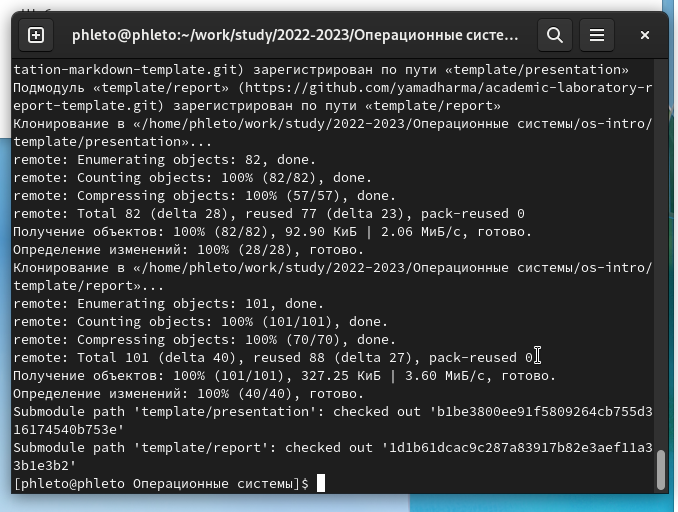 phleto@phleto:~/work/study/2022-2023/Операционные систе...
tation-markdown-template.git) зарегистрирован по пути «template/presentation»
Подмодуль «template/report» (https://github.com/yamadharma/academic-laboratory-r
eport-template.git) зарегистрирован по пути «template/report»
Клонирование в «/home/phleto/work/study/2022-2023/Операционные системы/os-intro/
template/presentation»...
remote: Enumerating objects: 82, done.
remote: Counting objects: 100% (82/82), done.
remote: Compressing objects: 100% (57/57), done.
remote: Total 82 (delta 28), reused 77 (delta 23), pack-reused 0
Получение объектов: 100% (82/82), 92.90 КиБ | 2.06 МиБ/с, готово.
Определение изменений: 100% (28/28), готово.
Клонирование в «/home/phleto/work/study/2022-2023/Операционные системы/os-intro/
template/report»...
remote: Enumerating objects: 101, done.
remote: Counting objects: 100% (101/101), done.
remote: Compressing objects: 100% (70/70), done.
remote: Total 101 (delta 40), reused 88 (delta 27), pack-reused 0
Получение объектов: 100% (101/101), 327.25 КиБ | 3.60 МиБ/с, готово.
Определение изменений: 100% (40/40), готово.
Submodule path 'template/presentation': checked out 'b1be3800ee91f5809264cb755d3
16174540b753e'
Submodule path 'template/report': checked out '1d1b61dcac9c287a83917b82e3aef11a3
3b1e3b2'
[phleto@phleto Операционные системы]$